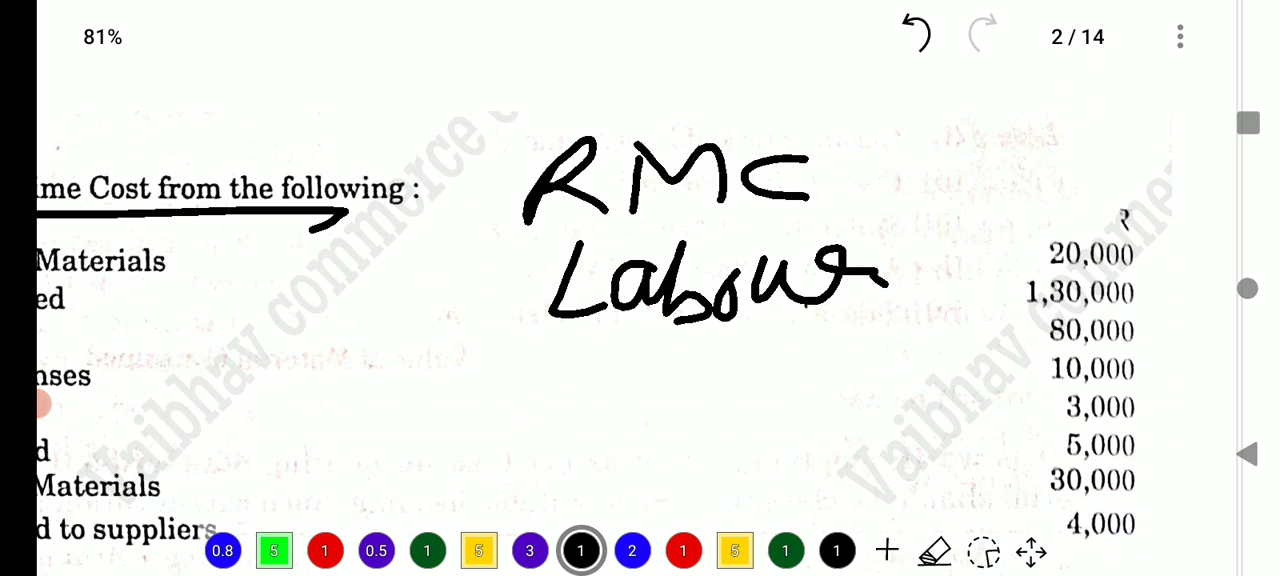 81%
2 / 14
ime Cost from the following :
RMC
Labour
₹
Materials 20,000
ed 1,30,000
80,000
nses 10,000
3,000
d 5,000
Materials 30,000
d to suppliers 4,000
Vaibhav commerce
Vaibhav comme
0.8 5 1 0.5 1 5 3 1 2 1 5 1 1